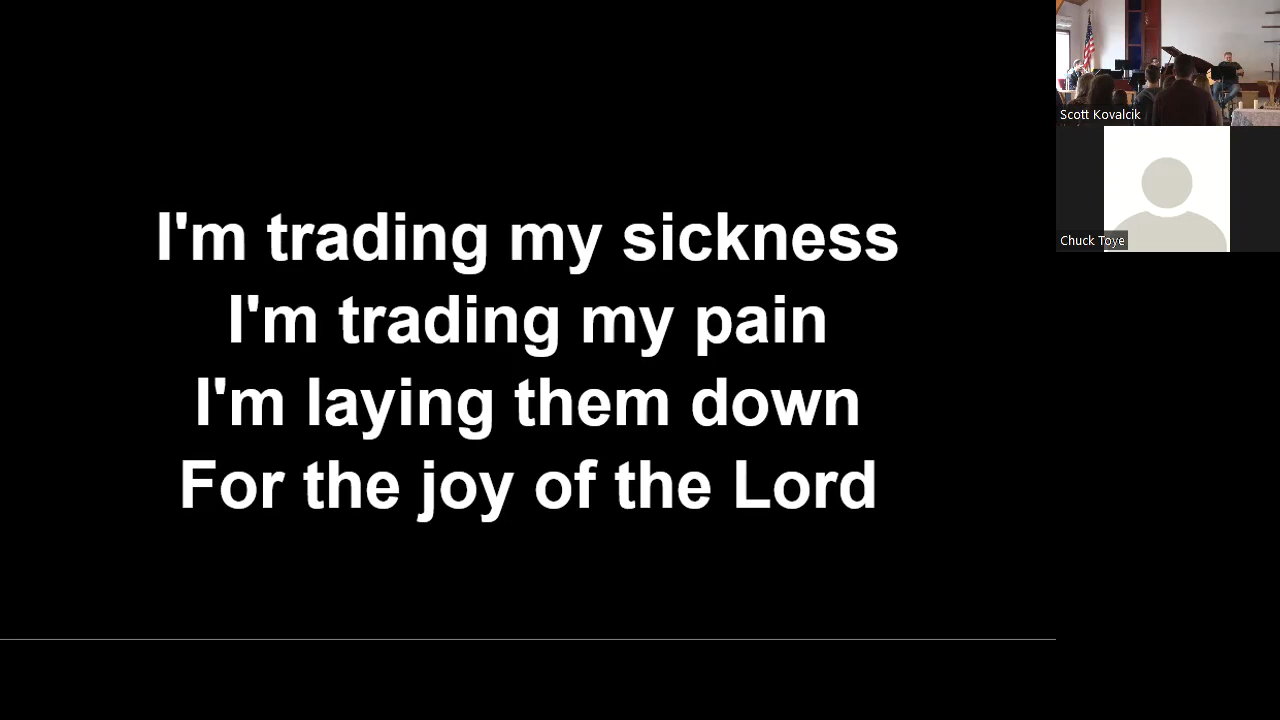 I'm trading my sickness
I'm trading my pain
I'm laying them down
For the joy of the Lord
Scott Kovalcik
Chuck Toye